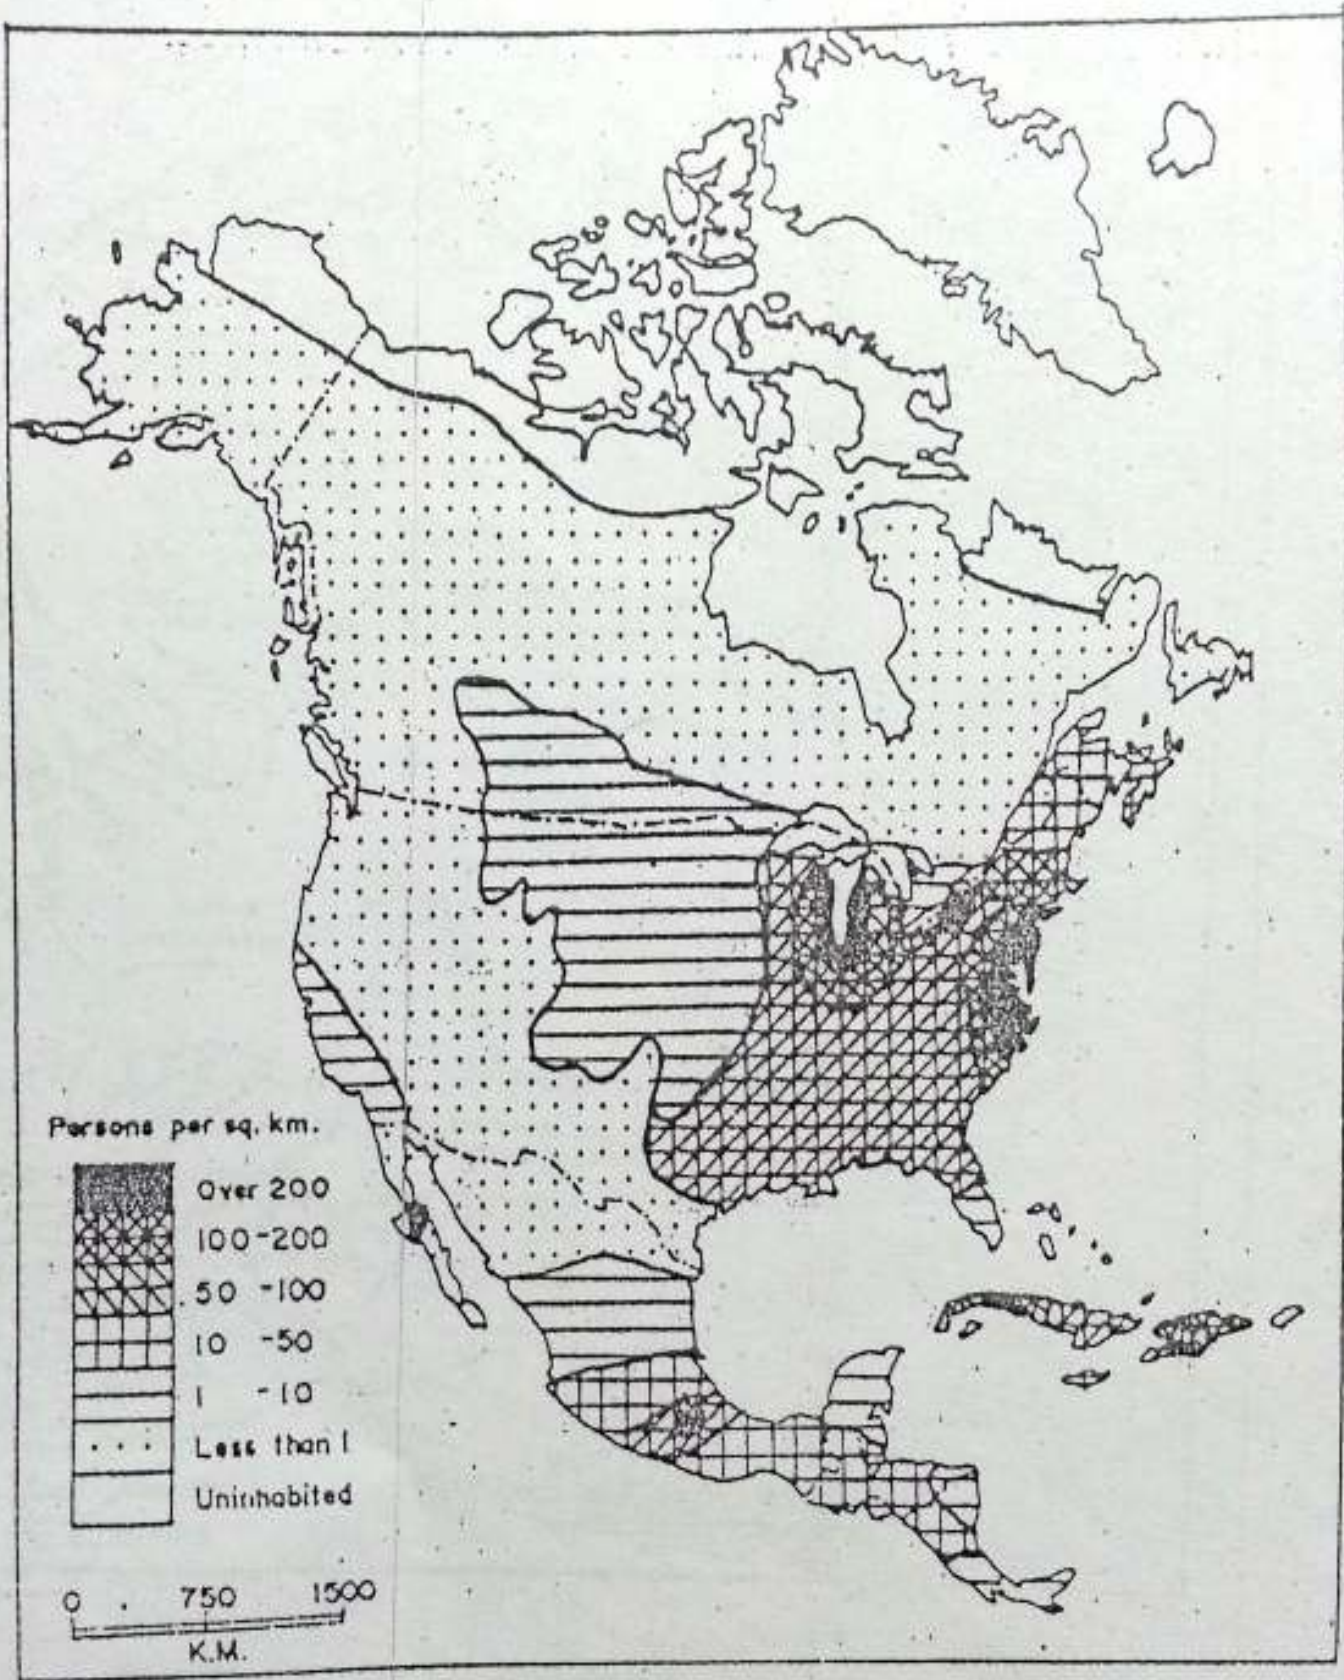 Persons per sq. km.
Over 200
100-200
50 -100
10 -50
1 -10
Less than 1
Uninhabited
0 750 1500
K.M.